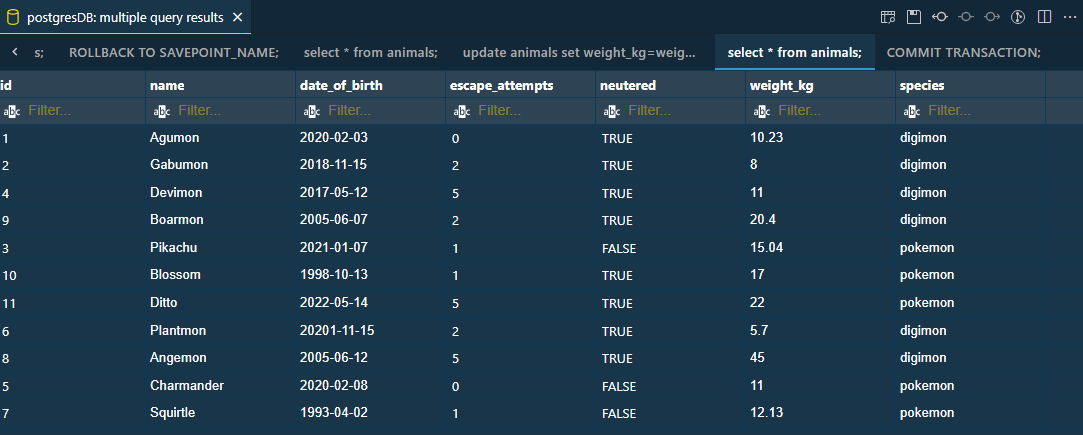 postgresDB: multiple query results
s; ROLLBACK TO SAVEPOINT_NAME; select * from animals; update animals set weight_kg=weig... select * from animals; COMMIT TRANSACTION;
id name date_of_birth escape_attempts neutered weight_kg species
abc Filter... abc Filter... abc Filter... abc Filter... abc Filter... abc Filter... abc Filter...
1 Agumon 2020-02-03 0 TRUE 10.23 digimon
2 Gabumon 2018-11-15 2 TRUE 8 digimon
4 Devimon 2017-05-12 5 TRUE 11 digimon
9 Boarmon 2005-06-07 2 TRUE 20.4 digimon
3 Pikachu 2021-01-07 1 FALSE 15.04 pokemon
10 Blossom 1998-10-13 1 TRUE 17 pokemon
11 Ditto 2022-05-14 5 TRUE 22 pokemon
6 Plantmon 20201-11-15 2 TRUE 5.7 digimon
8 Angemon 2005-06-12 5 TRUE 45 digimon
5 Charmander 2020-02-08 0 FALSE 11 pokemon
7 Squirtle 1993-04-02 1 FALSE 12.13 pokemon